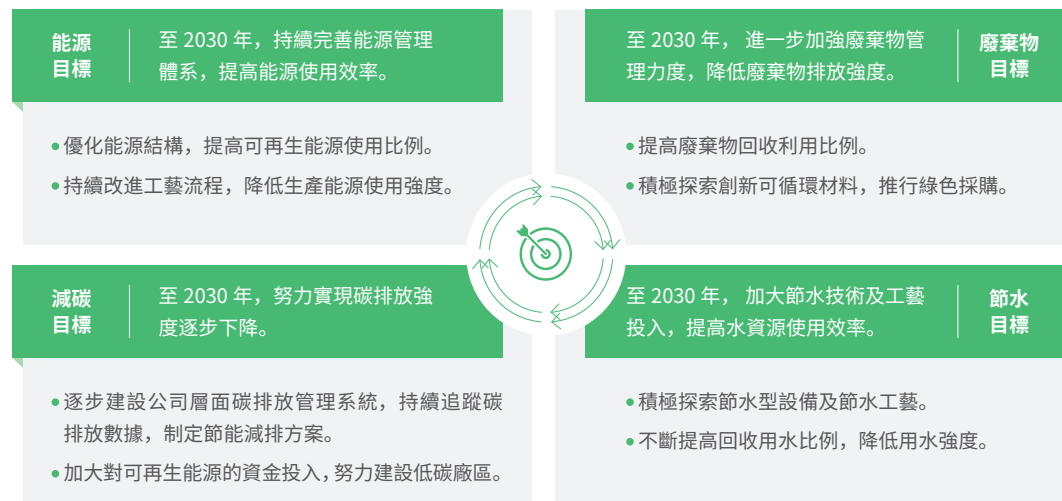 能源
目標
至 2030 年，持續完善能源管理
體系，提高能源使用效率。
•優化能源結構，提高可再生能源使用比例。
•持續改進工藝流程，降低生產能源使用強度。
至 2030 年， 進一步加強廢棄物管
理力度，降低廢棄物排放強度。
廢棄物
目標
•提高廢棄物回收利用比例。
•積極探索創新可循環材料，推行綠色採購。
減碳
目標
至 2030 年，努力實現碳排放強
度逐步下降。
•逐步建設公司層面碳排放管理系統，持續追蹤碳
排放數據，制定節能減排方案。
•加大對可再生能源的資金投入，努力建設低碳廠區。
至 2030 年， 加大節水技術及工藝
投入，提高水資源使用效率。
節水
目標
•積極探索節水型設備及節水工藝。
•不斷提高回收用水比例，降低用水強度。